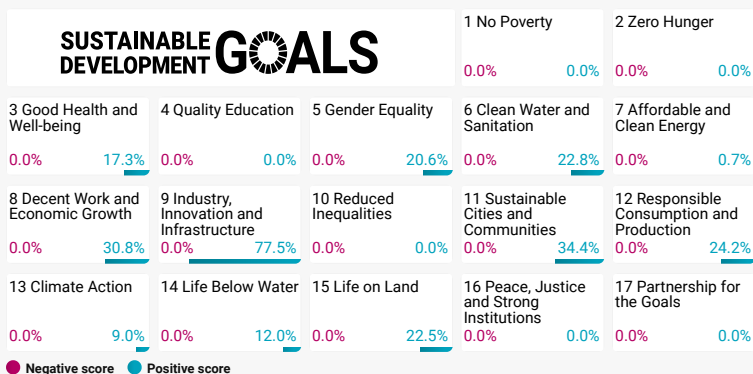 SUSTAINABLE
DEVELOPMENT
GOALS
1 No Poverty
0.0% 0.0%
2 Zero Hunger
0.0% 0.0%
3 Good Health and
Well-being
0.0% 17.3%
4 Quality Education
0.0% 0.0%
5 Gender Equality
0.0% 20.6%
6 Clean Water and
Sanitation
0.0% 22.8%
7 Affordable and
Clean Energy
0.0% 0.7%
8 Decent Work and
Economic Growth
0.0% 30.8%
9 Industry,
Innovation and
Infrastructure
0.0% 77.5%
10 Reduced
Inequalities
0.0% 0.0%
11 Sustainable
Cities and
Communities
0.0% 34.4%
12 Responsible
Consumption and
Production
0.0% 24.2%
13 Climate Action
0.0% 9.0%
14 Life Below Water
0.0% 12.0%
15 Life on Land
0.0% 22.5%
16 Peace, Justice
and Strong
Institutions
0.0% 0.0%
17 Partnership for
the Goals
0.0% 0.0%
Negative score Positive score